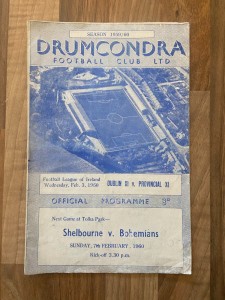 SEASON 1959/60
DRUMCONDRA
FOOTBALL CLUB LTD
Football League of Ireland
Wednesday, Feb. 3, 1960
DUBLIN XI v. PROVINCIAL XI
OFFICIAL PROGRAMME 3D
Next Game at Tolka Park—
Shelbourne v. Bohemians
SUNDAY, 7th FEBRUARY, 1960
Kick-off 3.30 p.m.